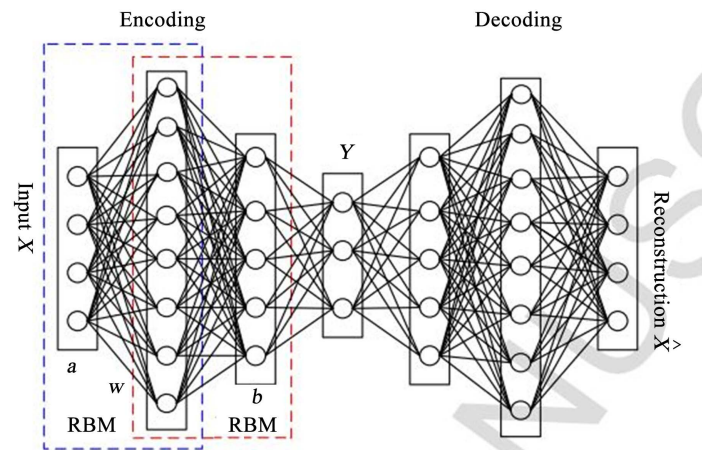 Encoding
Decoding
Input X
Y
Reconstruction X̂
a
w
b
RBM
RBM